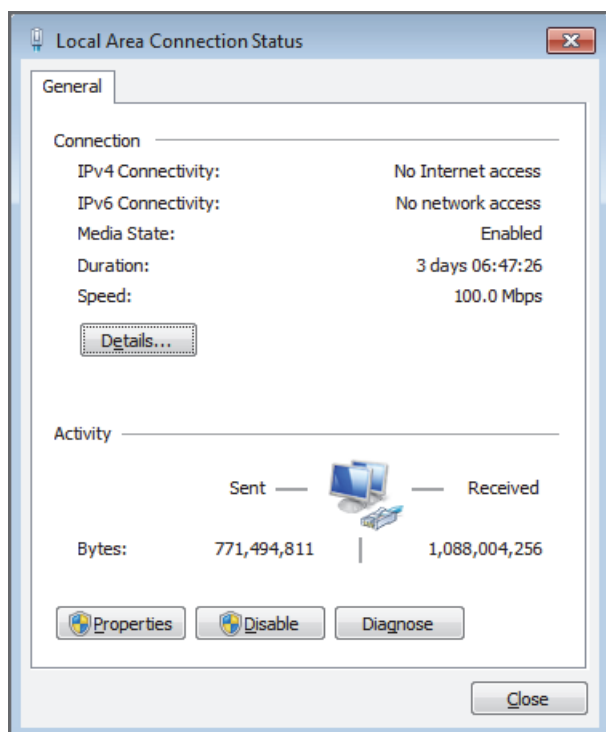 Local Area Connection Status
General
Connection
IPv4 Connectivity: No Internet access
IPv6 Connectivity: No network access
Media State: Enabled
Duration: 3 days 06:47:26
Speed: 100.0 Mbps
Details...
Activity
Sent Received
Bytes: 771,494,811 1,088,004,256
Properties Disable Diagnose
Close